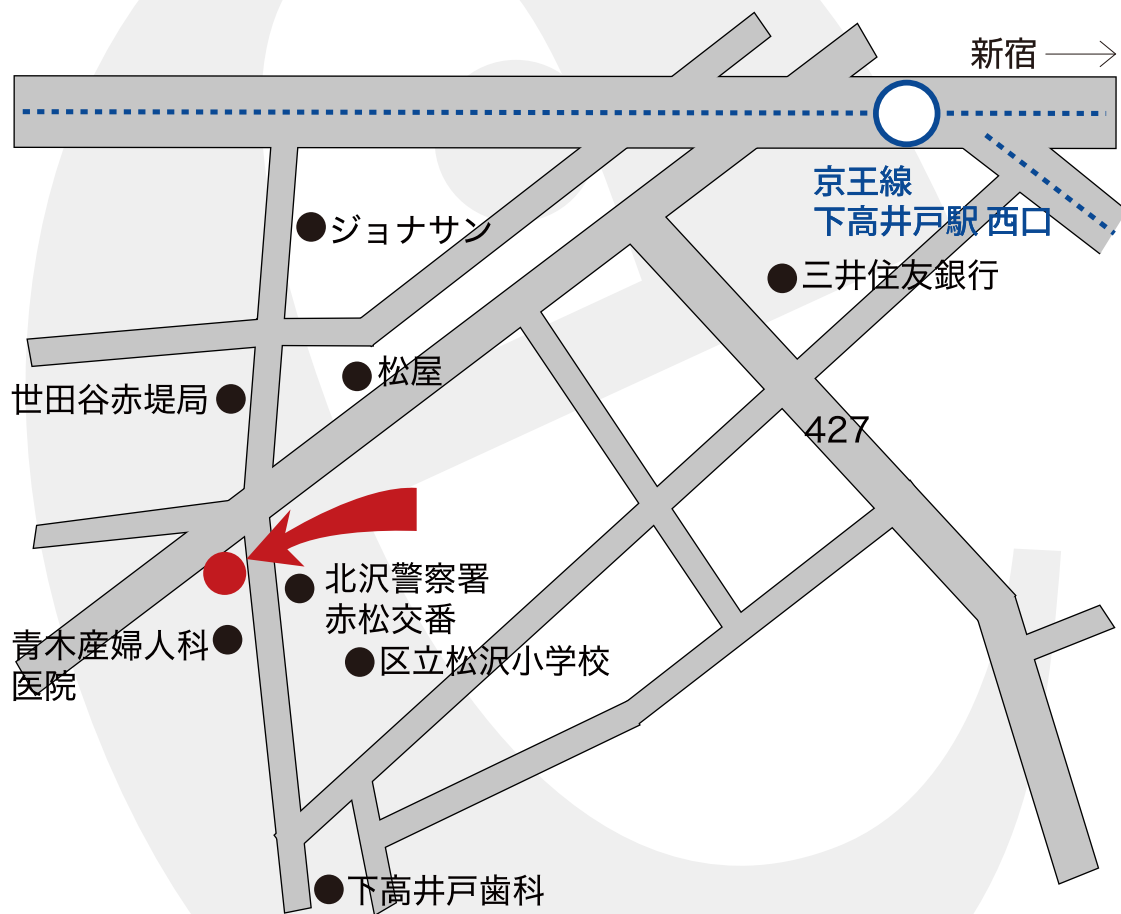 新宿
京王線
下高井戸駅 西口
ジョナサン
三井住友銀行
松屋
世田谷赤堤局
427
北沢警察署
赤松交番
青木産婦人科
医院
区立松沢小学校
下高井戸歯科